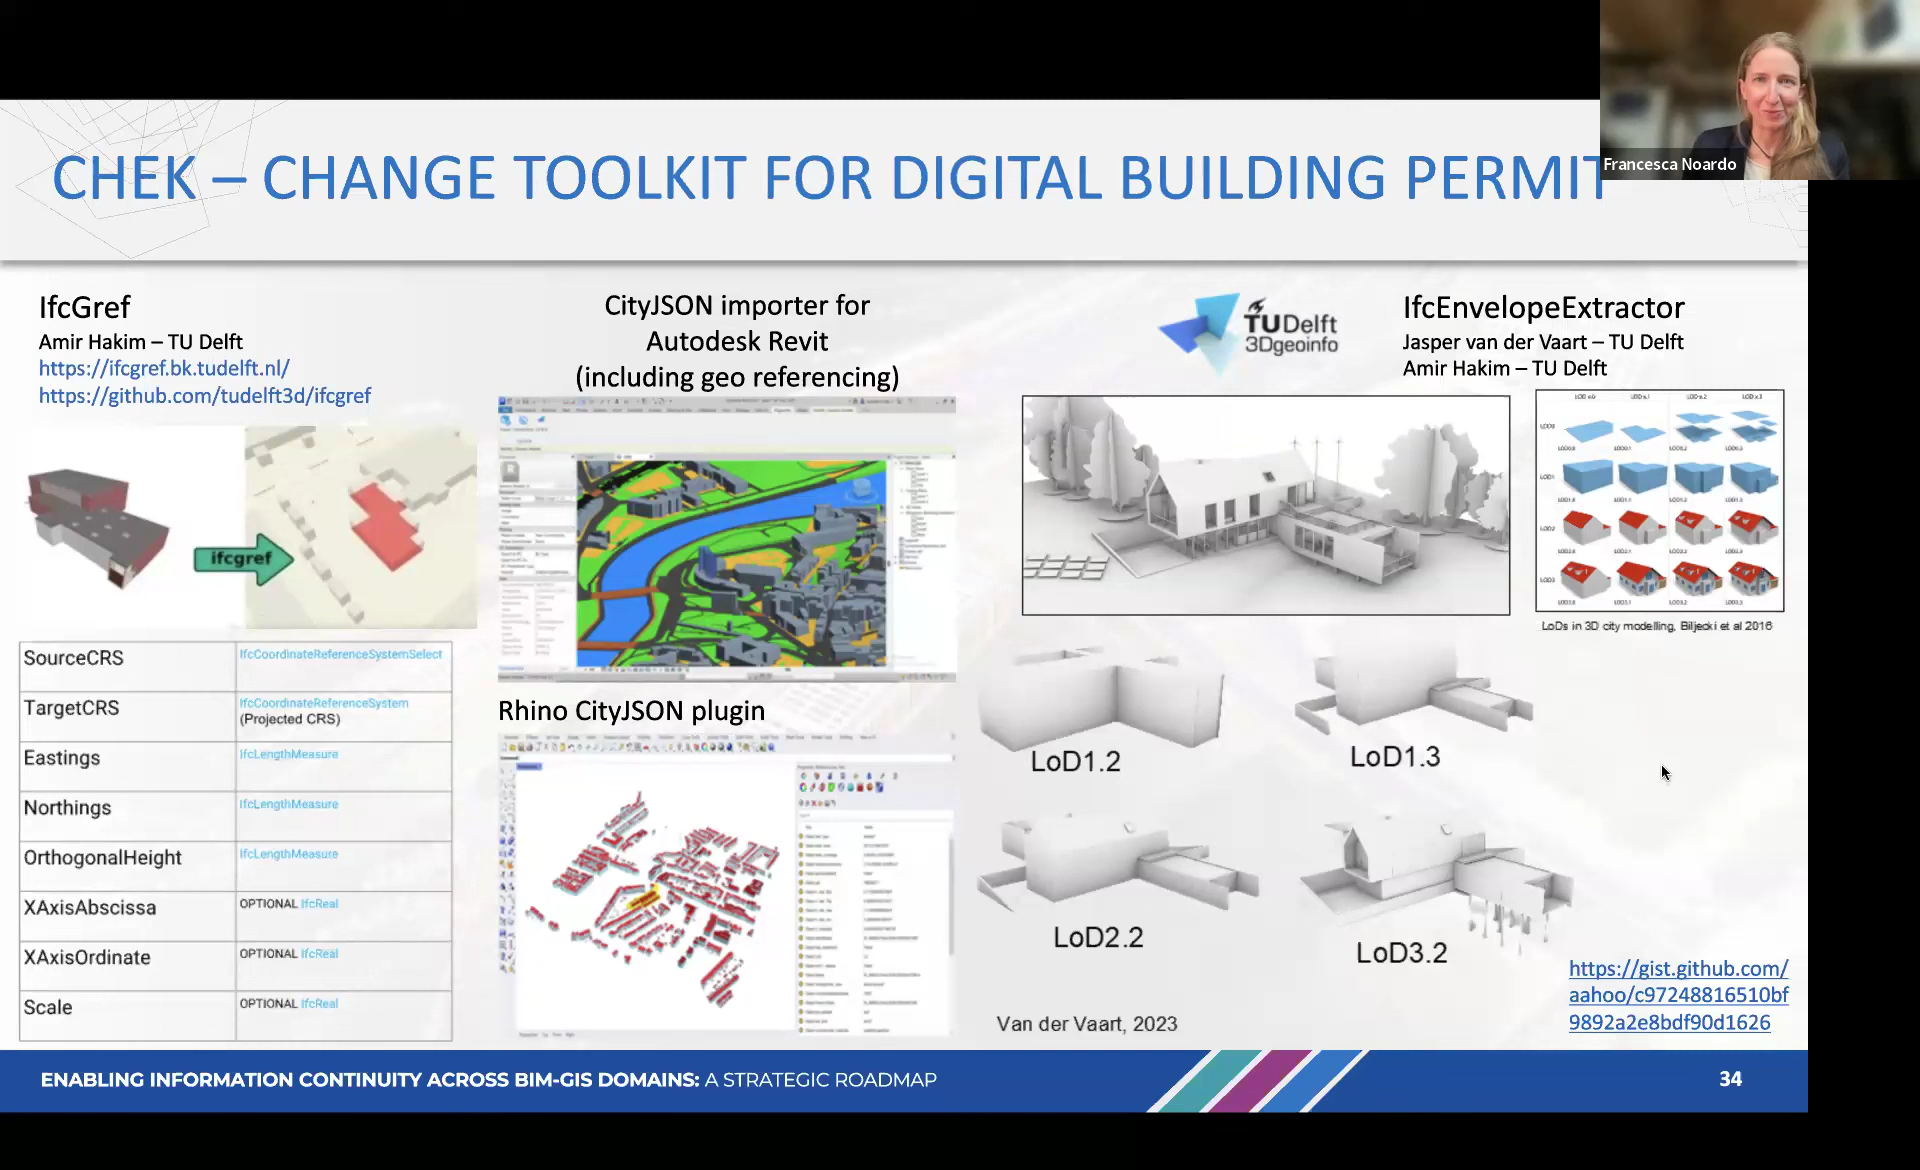 Francesca Noardo
CHEK – CHANGE TOOLKIT FOR DIGITAL BUILDING PERMIT
IfcGref
Amir Hakim – TU Delft
https://ifcgref.bk.tudelft.nl/
https://github.com/tudelft3d/ifcgref
ifcgref
SourceCRS IfcCoordinateReferenceSystemSelect
TargetCRS IfcCoordinateReferenceSystem
(Projected CRS)
Eastings IfcLengthMeasure
Northings IfcLengthMeasure
OrthogonalHeight IfcLengthMeasure
XAxisAbscissa OPTIONAL IfcReal
XAxisOrdinate OPTIONAL IfcReal
Scale OPTIONAL IfcReal
CityJSON importer for
Autodesk Revit
(including geo referencing)
Rhino CityJSON plugin
TUDelft
3Dgeoinfo
IfcEnvelopeExtractor
Jasper van der Vaart – TU Delft
Amir Hakim – TU Delft
LoDs in 3D city modelling, Biljecki et al 2016
LoD1.2
LoD1.3
LoD2.2
LoD3.2
Van der Vaart, 2023
https://gist.github.com/
aahoo/c97248816510bf
9892a2e8bdf90d1626
ENABLING INFORMATION CONTINUITY ACROSS BIM-GIS DOMAINS: A STRATEGIC ROADMAP
34